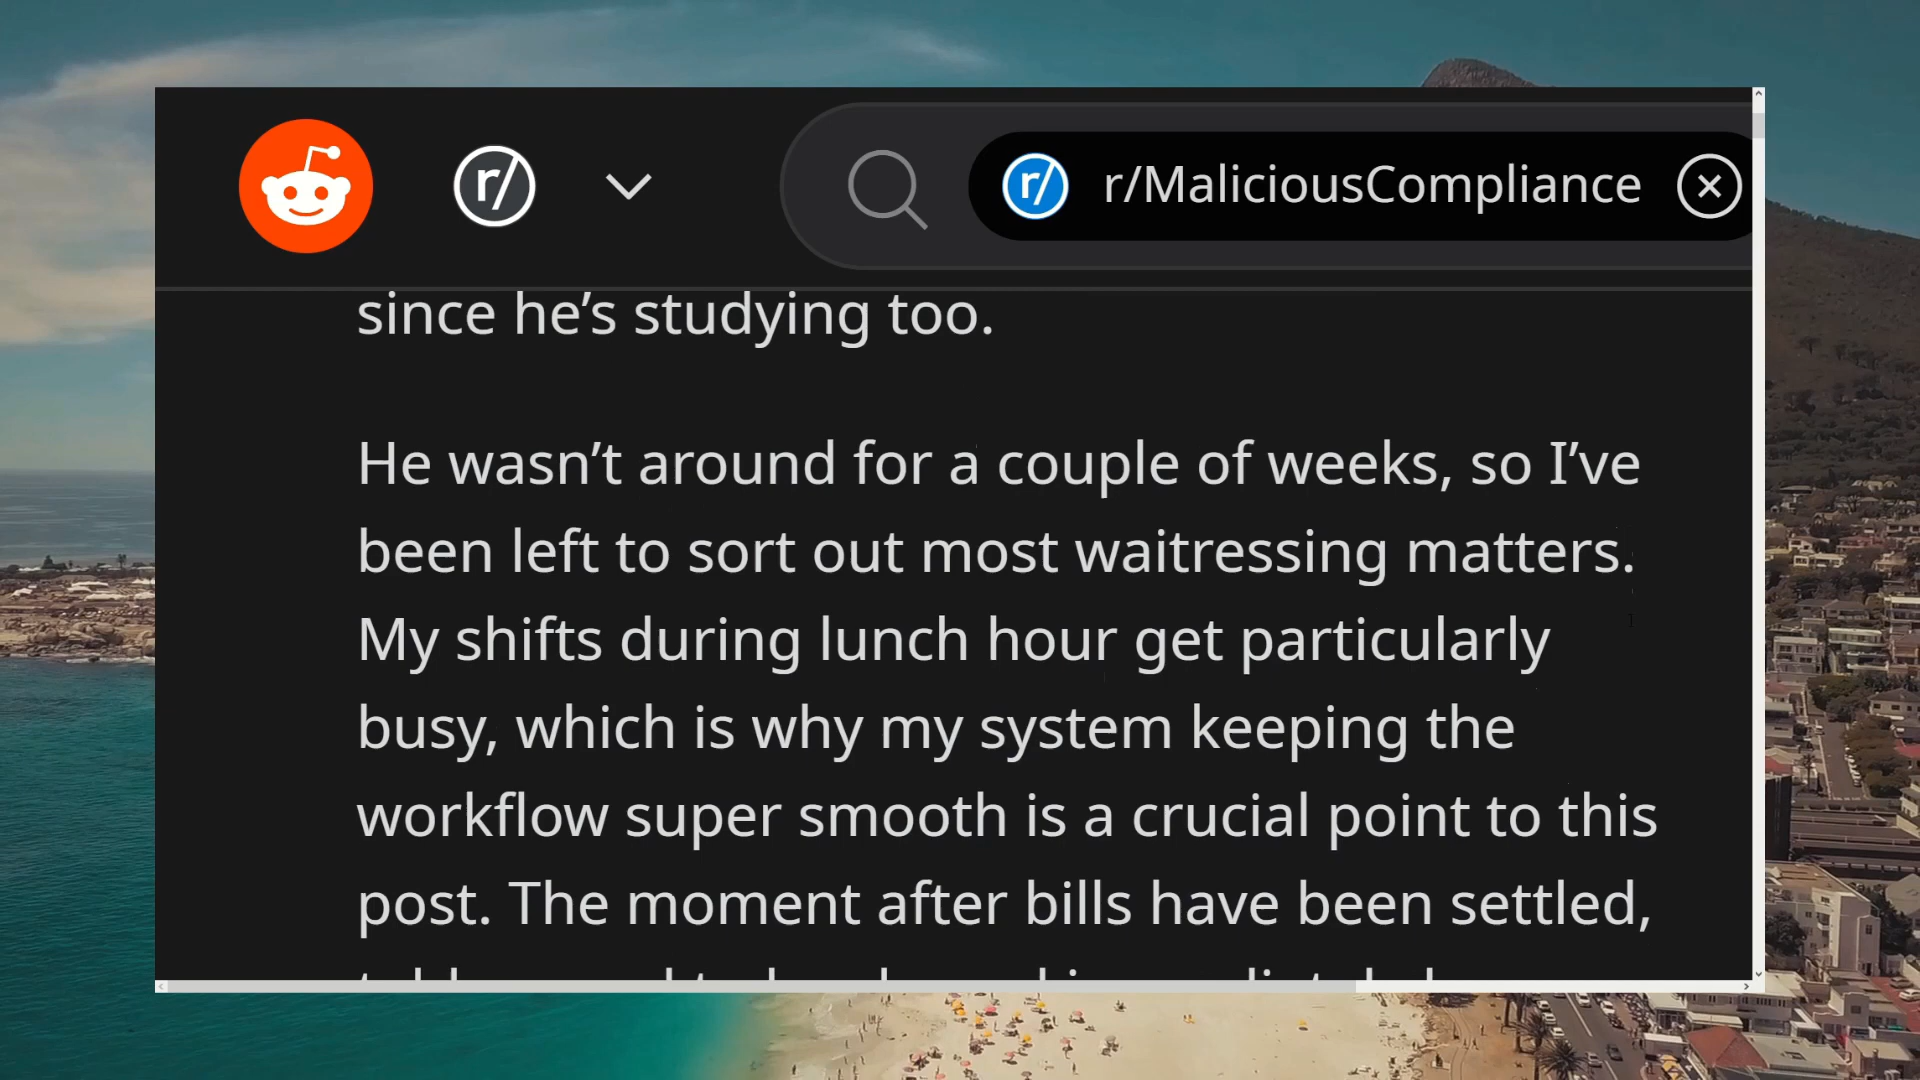 r/ r/ r/MaliciousCompliance
since he’s studying too.
He wasn’t around for a couple of weeks, so I’ve
been left to sort out most waitressing matters.
My shifts during lunch hour get particularly
busy, which is why my system keeping the
workflow super smooth is a crucial point to this
post. The moment after bills have been settled,